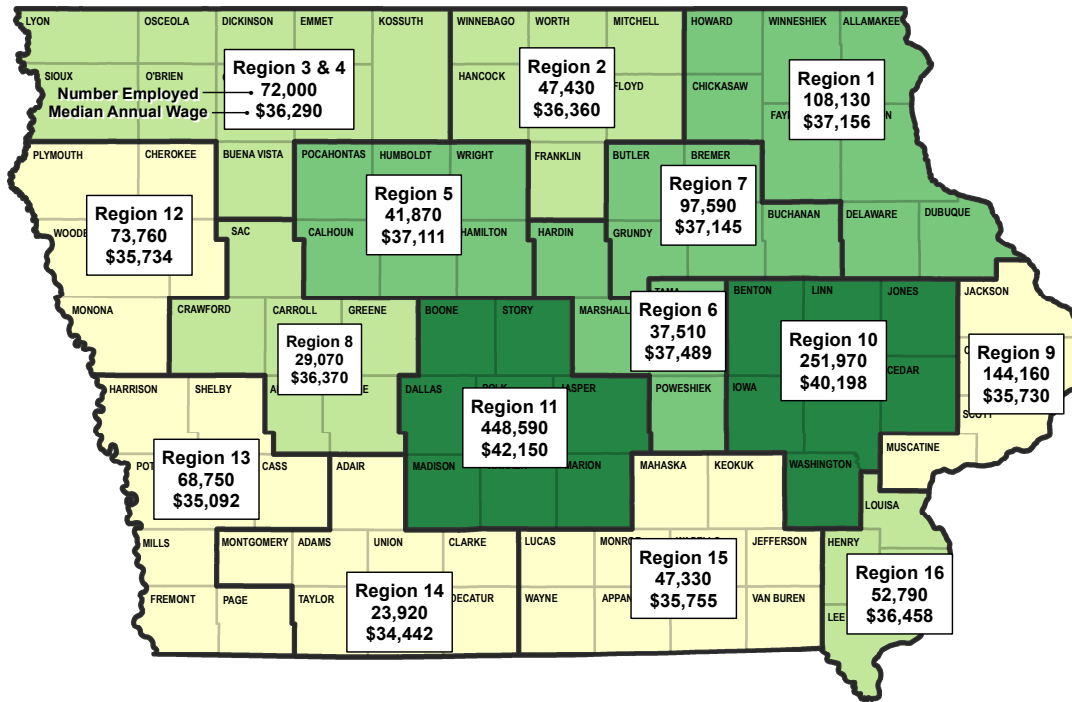 LYON OSCEOLA DICKINSON EMMET KOSSUTH WINNEBAGO WORTH MITCHELL HOWARD WINNESHIEK ALLAMAKEE
SIOUX O'BRIEN HANCOCK FLOYD CHICKASAW
Region 3 & 4
Number Employed 72,000
Median Annual Wage $36,290
Region 2
47,430
$36,360
Region 1
108,130
$37,156
PLYMOUTH CHEROKEE BUENA VISTA POCAHONTAS HUMBOLDT WRIGHT FRANKLIN BUTLER BREMER
Region 12
73,760
$35,734
Region 5
41,870
$37,111
Region 7
97,590
$37,145
SAC CALHOUN HAMILTON HARDIN GRUNDY BUCHANAN DELAWARE DUBUQUE
MONONA CRAWFORD CARROLL GREENE BOONE STORY MARSHALL BENTON LINN JONES JACKSON
Region 8
29,070
$36,370
Region 6
37,510
$37,489
Region 10
251,970
$40,198
Region 9
144,160
$35,730
HARRISON SHELBY DALLAS JASPER POWESHIEK IOWA CEDAR
Region 11
448,590
$42,150
Region 13
68,750
$35,092
CASS ADAIR MADISON MARION MAHASKA KEOKUK WASHINGTON MUSCATINE
LOUISA
MILLS MONTGOMERY ADAMS UNION CLARKE LUCAS JEFFERSON HENRY
Region 14
23,920
$34,442
Region 15
47,330
$35,755
Region 16
52,790
$36,458
FREMONT PAGE TAYLOR DECATUR WAYNE VAN BUREN LEE